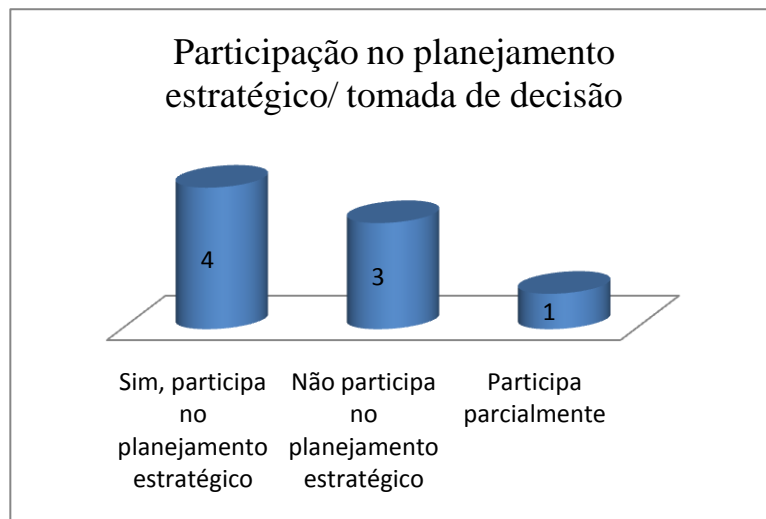 Participação no planejamento
estratégico/ tomada de decisão
4
3
1
Sim, participa
no
planejamento
estratégico
Não participa
no
planejamento
estratégico
Participa
parcialmente